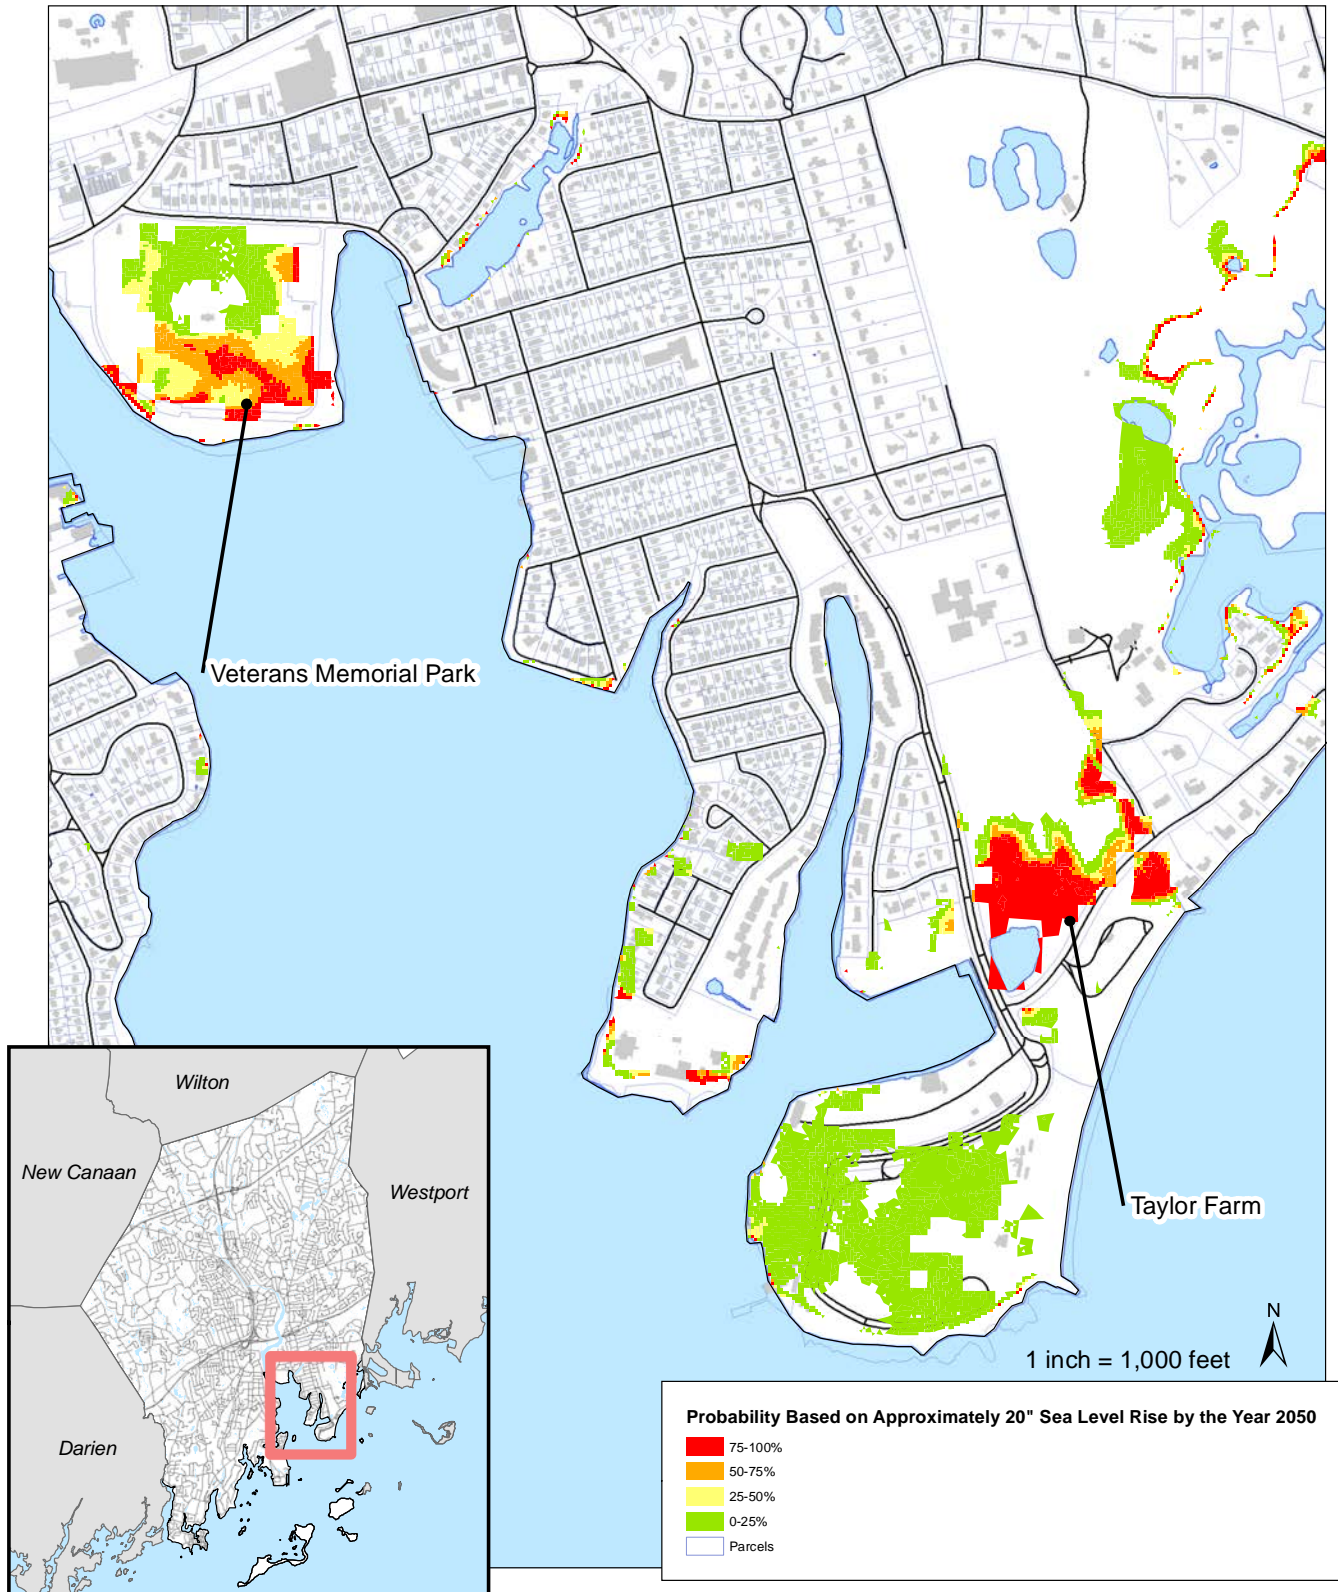 Veterans Memorial Park
Taylor Farm
Wilton
New Canaan
Westport
Darien
N
1 inch = 1,000 feet
Probability Based on Approximately 20" Sea Level Rise by the Year 2050
75-100%
50-75%
25-50%
0-25%
Parcels